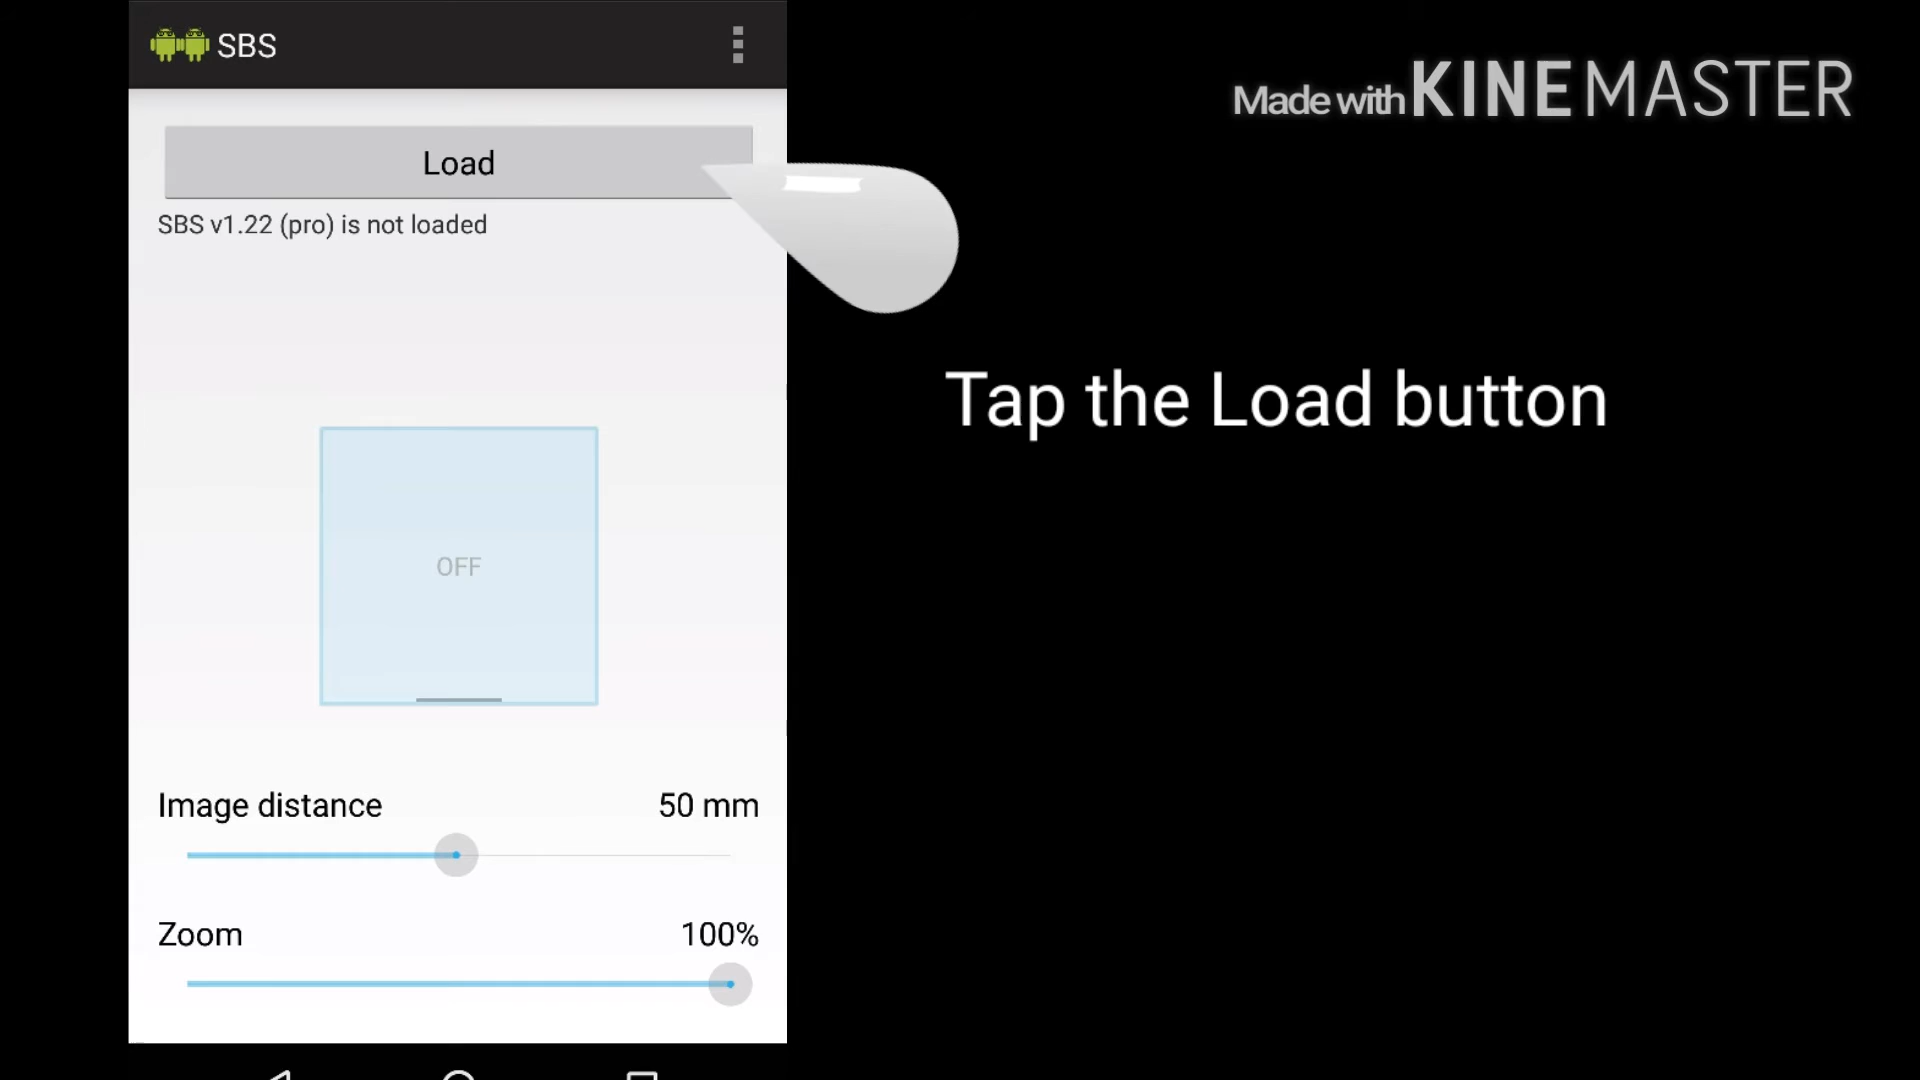 SBS
Made with KINEMASTER
Load
SBS v1.22 (pro) is not loaded
Tap the Load button
OFF
Image distance 50 mm
Zoom 100%